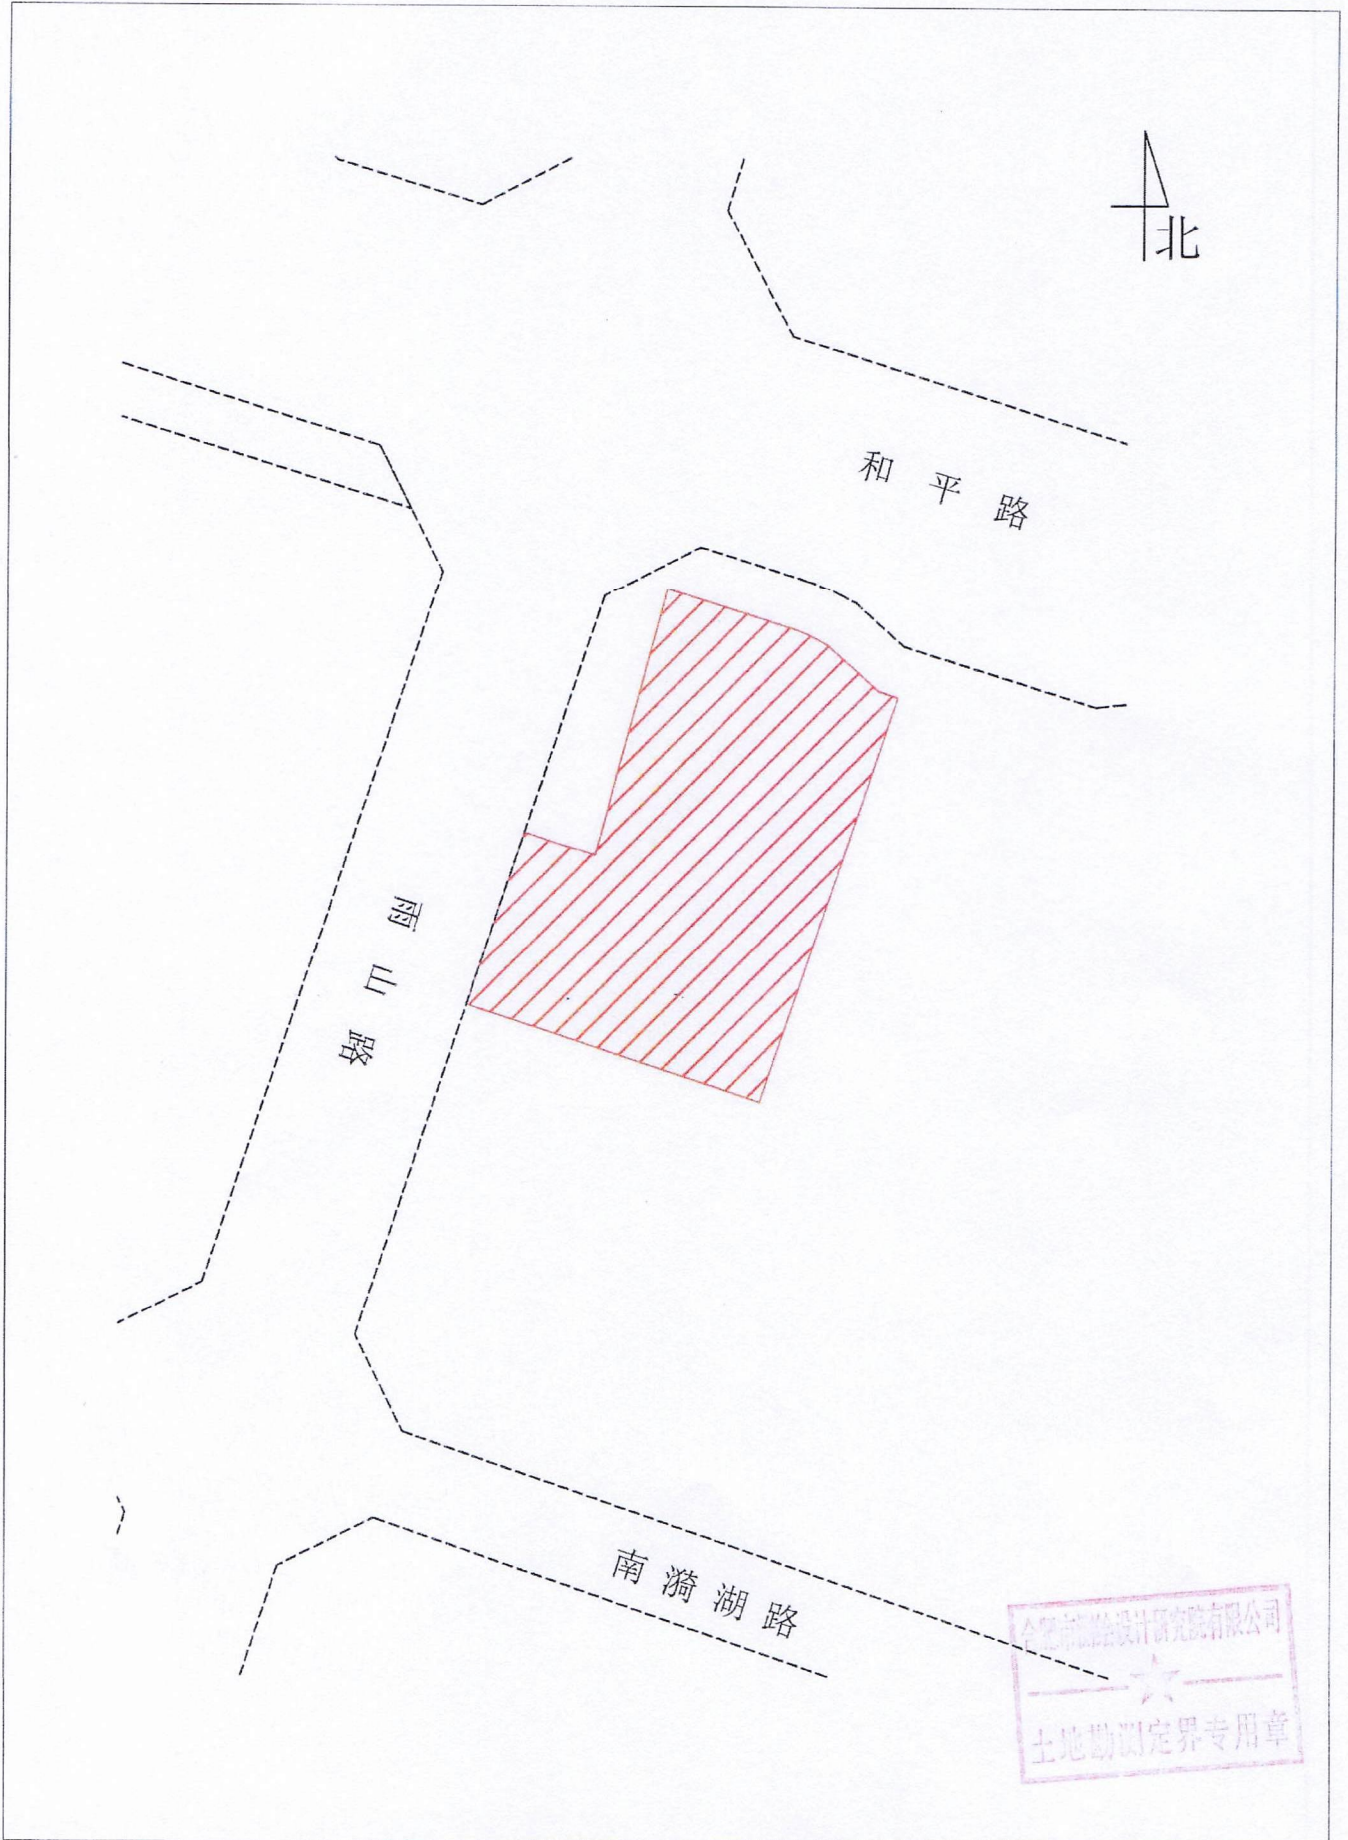 北
和平路
雨山路
南漪湖路
合肥市测绘设计研究院有限公司
土地勘测定界专用章